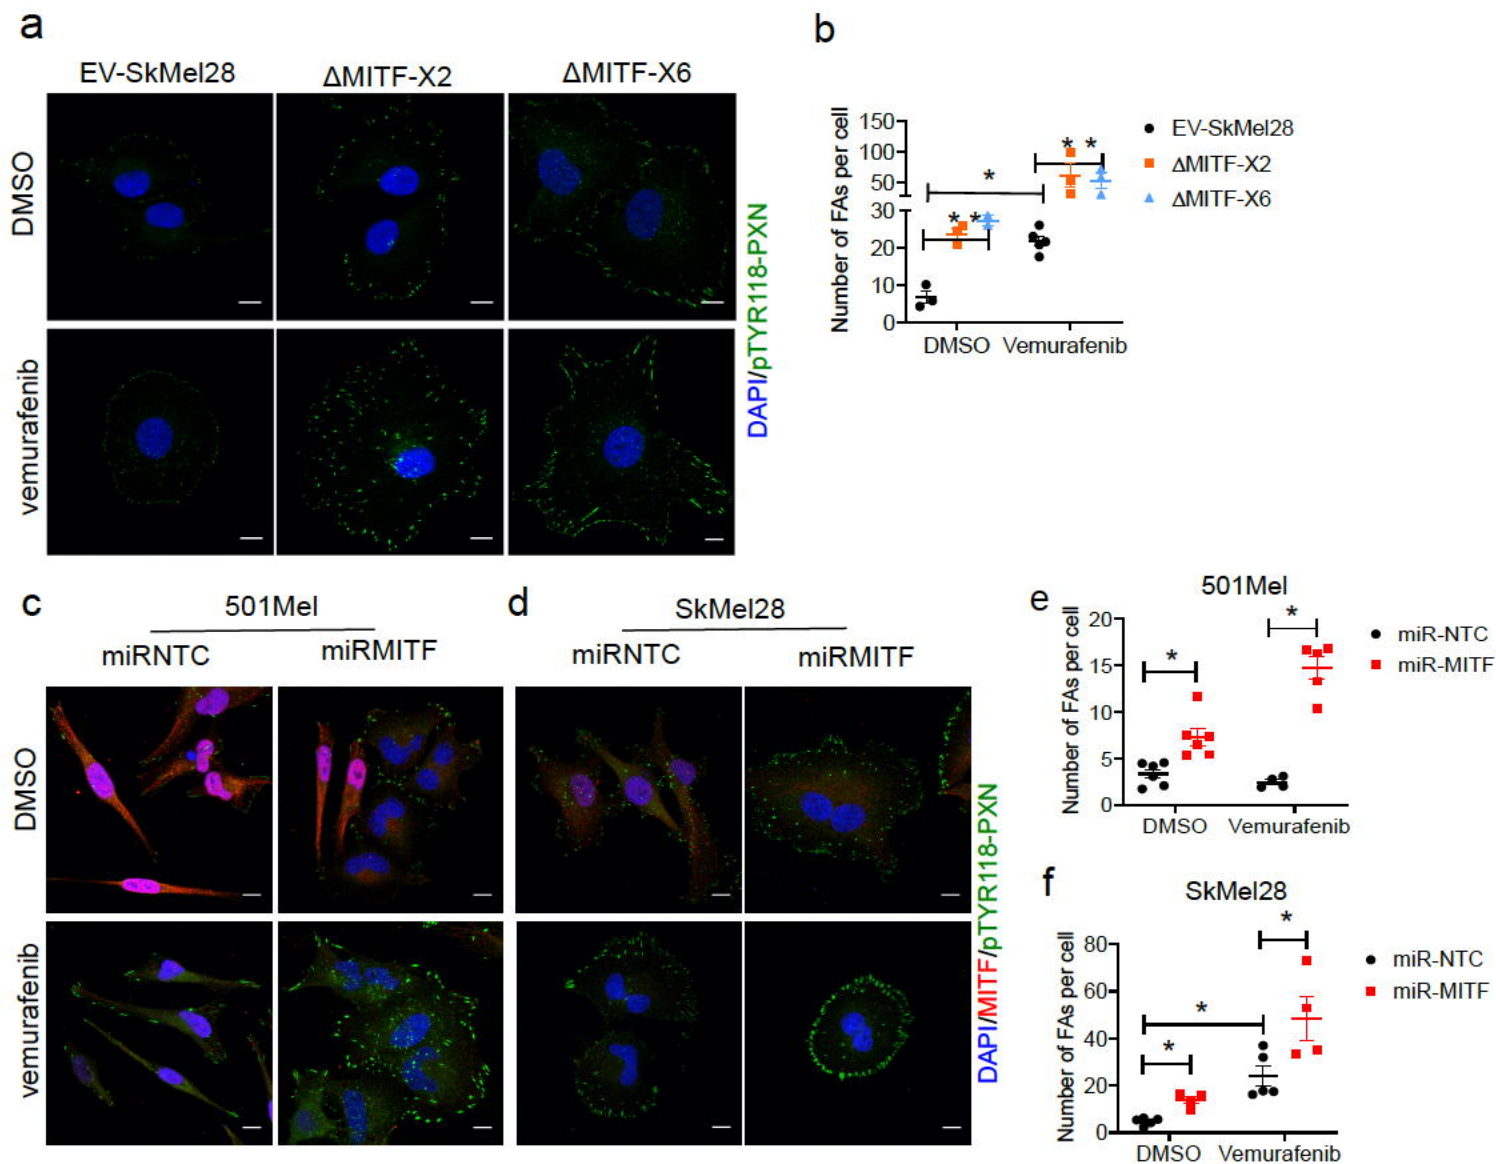 a
EV-SkMel28
ΔMITF-X2
ΔMITF-X6
DMSO
vemurafenib
DAPI/pTYR118-PXN
b
Number of FAs per cell
150
100
50
30
20
10
0
* *
*
* *
DMSO Vemurafenib
EV-SkMel28
ΔMITF-X2
ΔMITF-X6
c
501Mel
miRNTC
miRMITF
DMSO
vemurafenib
d
SkMel28
miRNTC
miRMITF
DAPI/MITF/pTYR118-PXN
e
501Mel
Number of FAs per cell
20
15
10
5
0
*
*
DMSO Vemurafenib
miR-NTC
miR-MITF
f
SkMel28
Number of FAs per cell
80
60
40
20
0
*
*
*
DMSO Vemurafenib
miR-NTC
miR-MITF